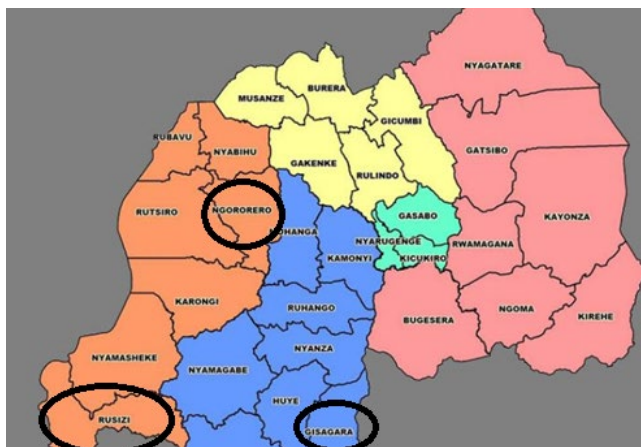 NYAGATARE
BURERA
MUSANZE
GICUMBI
RUBAVU
NYABIHU
GATSIBO
GAKENKE
RULINDO
NGORORERO
RUTSIRO
GASABO
KAYONZA
UHANGA
NYARUGENGE
RWAMAGANA
KAMONYI
KICUKIRO
KARONGI
RUHANGO
NGOMA
BUGESERA
KIREHE
NYANZA
NYAMASHEKE
NYAMAGABE
HUYE
RUSIZI
GISAGARA